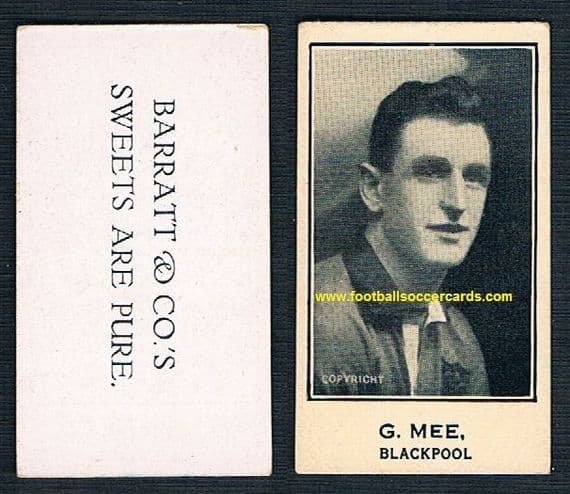 BARRATT & CO.'S
SWEETS ARE PURE.
www.footballsoccercards.com
COPYRIGHT
G. MEE,
BLACKPOOL